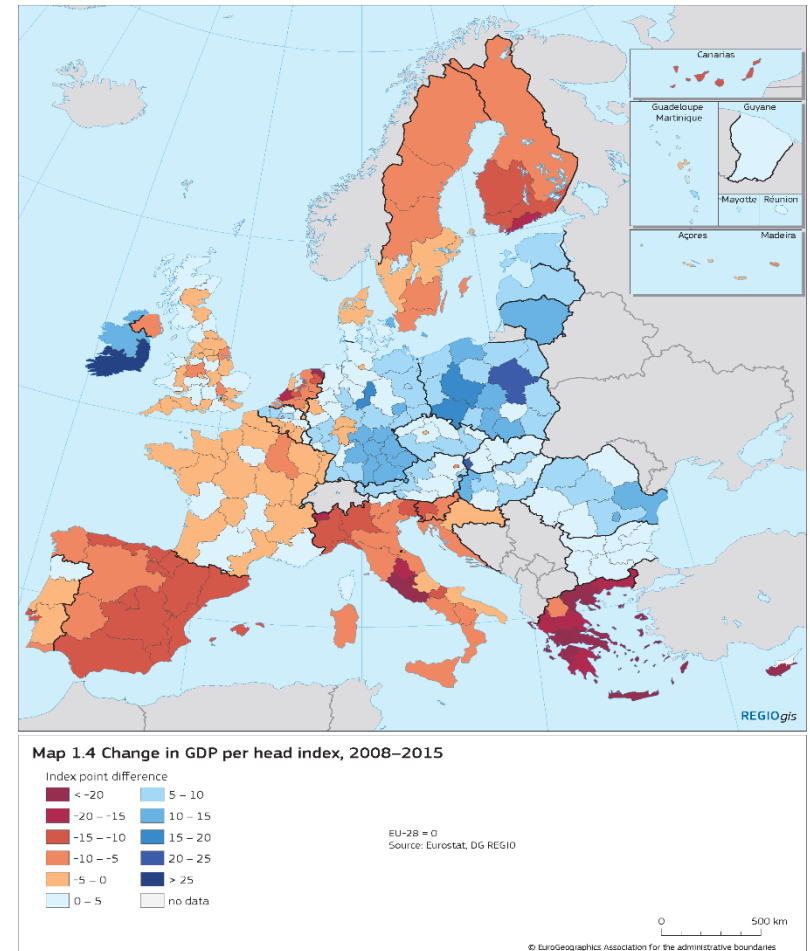 Canarias
Guadeloupe
Martinique
Guyane
Mayotte
Réunion
Açores
Madeira
REGIOgis
Map 1.4 Change in GDP per head index, 2008–2015
Index point difference
< -20
-20 – -15
-15 – -10
-10 – -5
-5 – 0
0 – 5
5 – 10
10 – 15
15 – 20
20 – 25
> 25
no data
EU-28 = 0
Source: Eurostat, DG REGIO
0
500 km
© EuroGeographics Association for the administrative boundaries